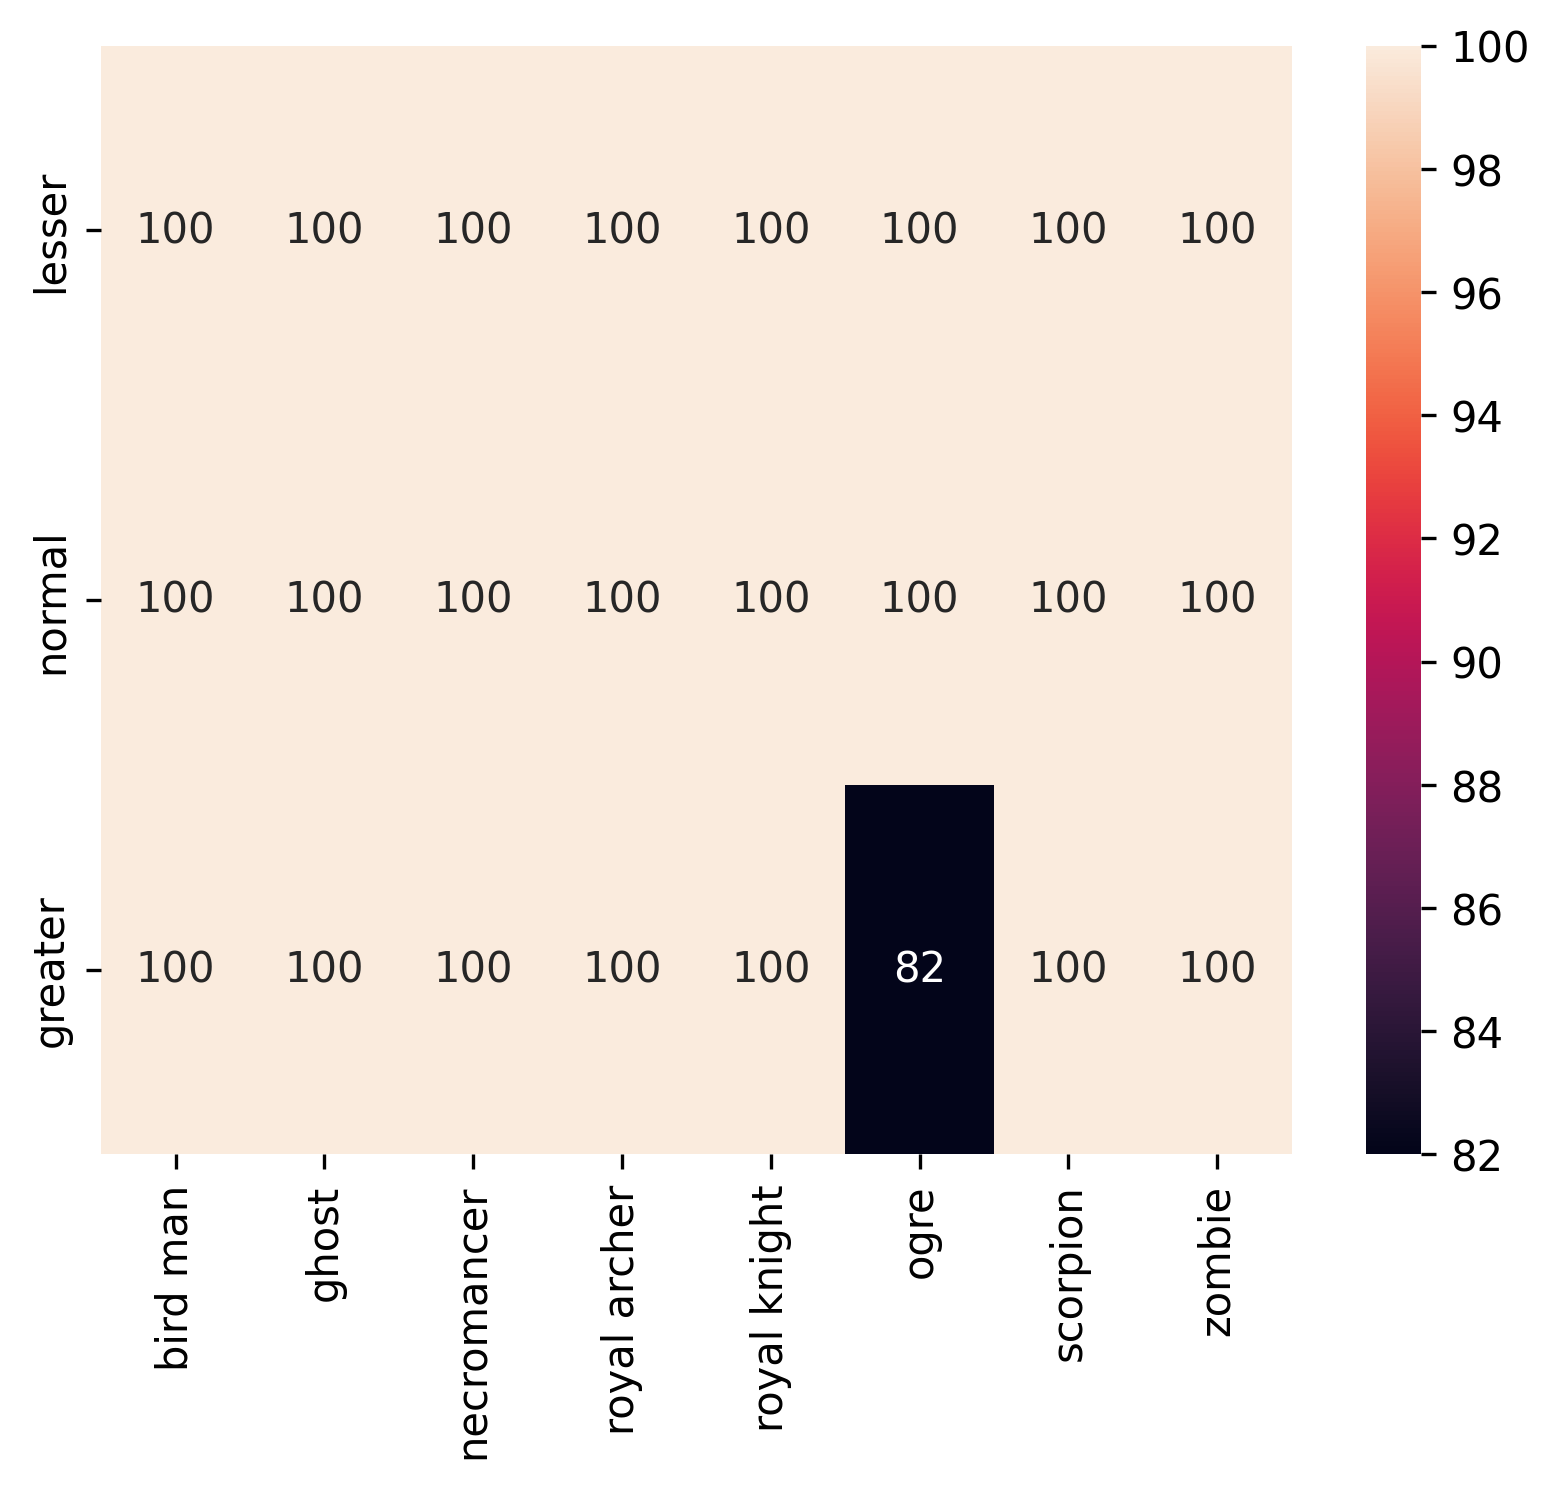 lesser
100 100 100 100 100 100 100 100
normal
100 100 100 100 100 100 100 100
greater
100 100 100 100 100 82 100 100
bird man
ghost
necromancer
royal archer
royal knight
ogre
scorpion
zombie
100
98
96
94
92
90
88
86
84
82